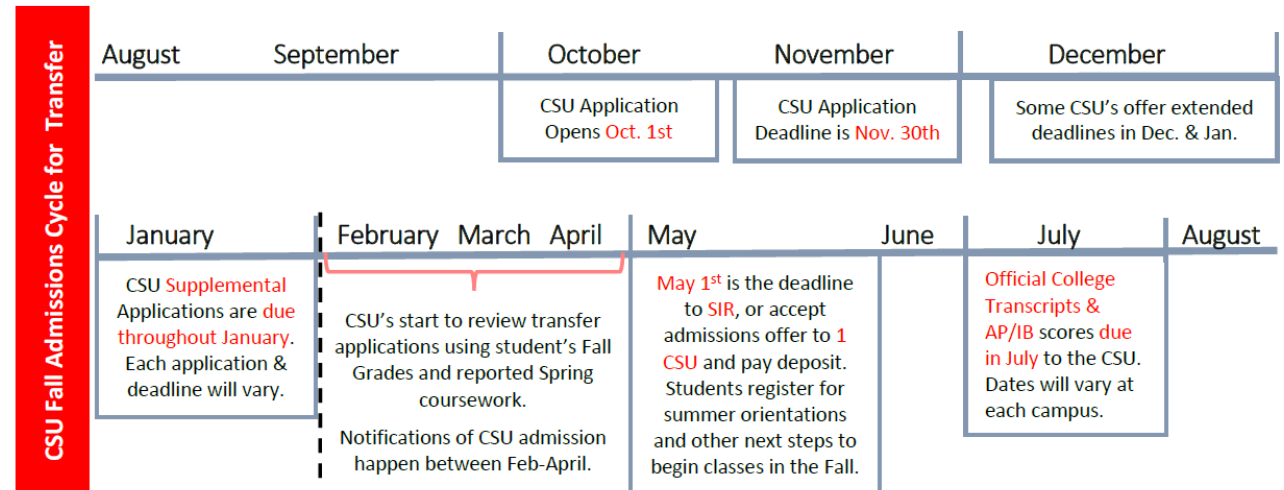 CSU Fall Admissions Cycle for Transfer
August September October November December
CSU Application
Opens Oct. 1st
CSU Application
Deadline is Nov. 30th
Some CSU's offer extended
deadlines in Dec. & Jan.
January February March April May June July August
CSU Supplemental
Applications are due
throughout January.
Each application &
deadline will vary.
CSU's start to review transfer
applications using student's Fall
Grades and reported Spring
coursework.
Notifications of CSU admission
happen between Feb-April.
May 1st is the deadline
to SIR, or accept
admissions offer to 1
CSU and pay deposit.
Students register for
summer orientations
and other next steps to
begin classes in the Fall.
Official College
Transcripts &
AP/IB scores due
in July to the CSU.
Dates will vary at
each campus.